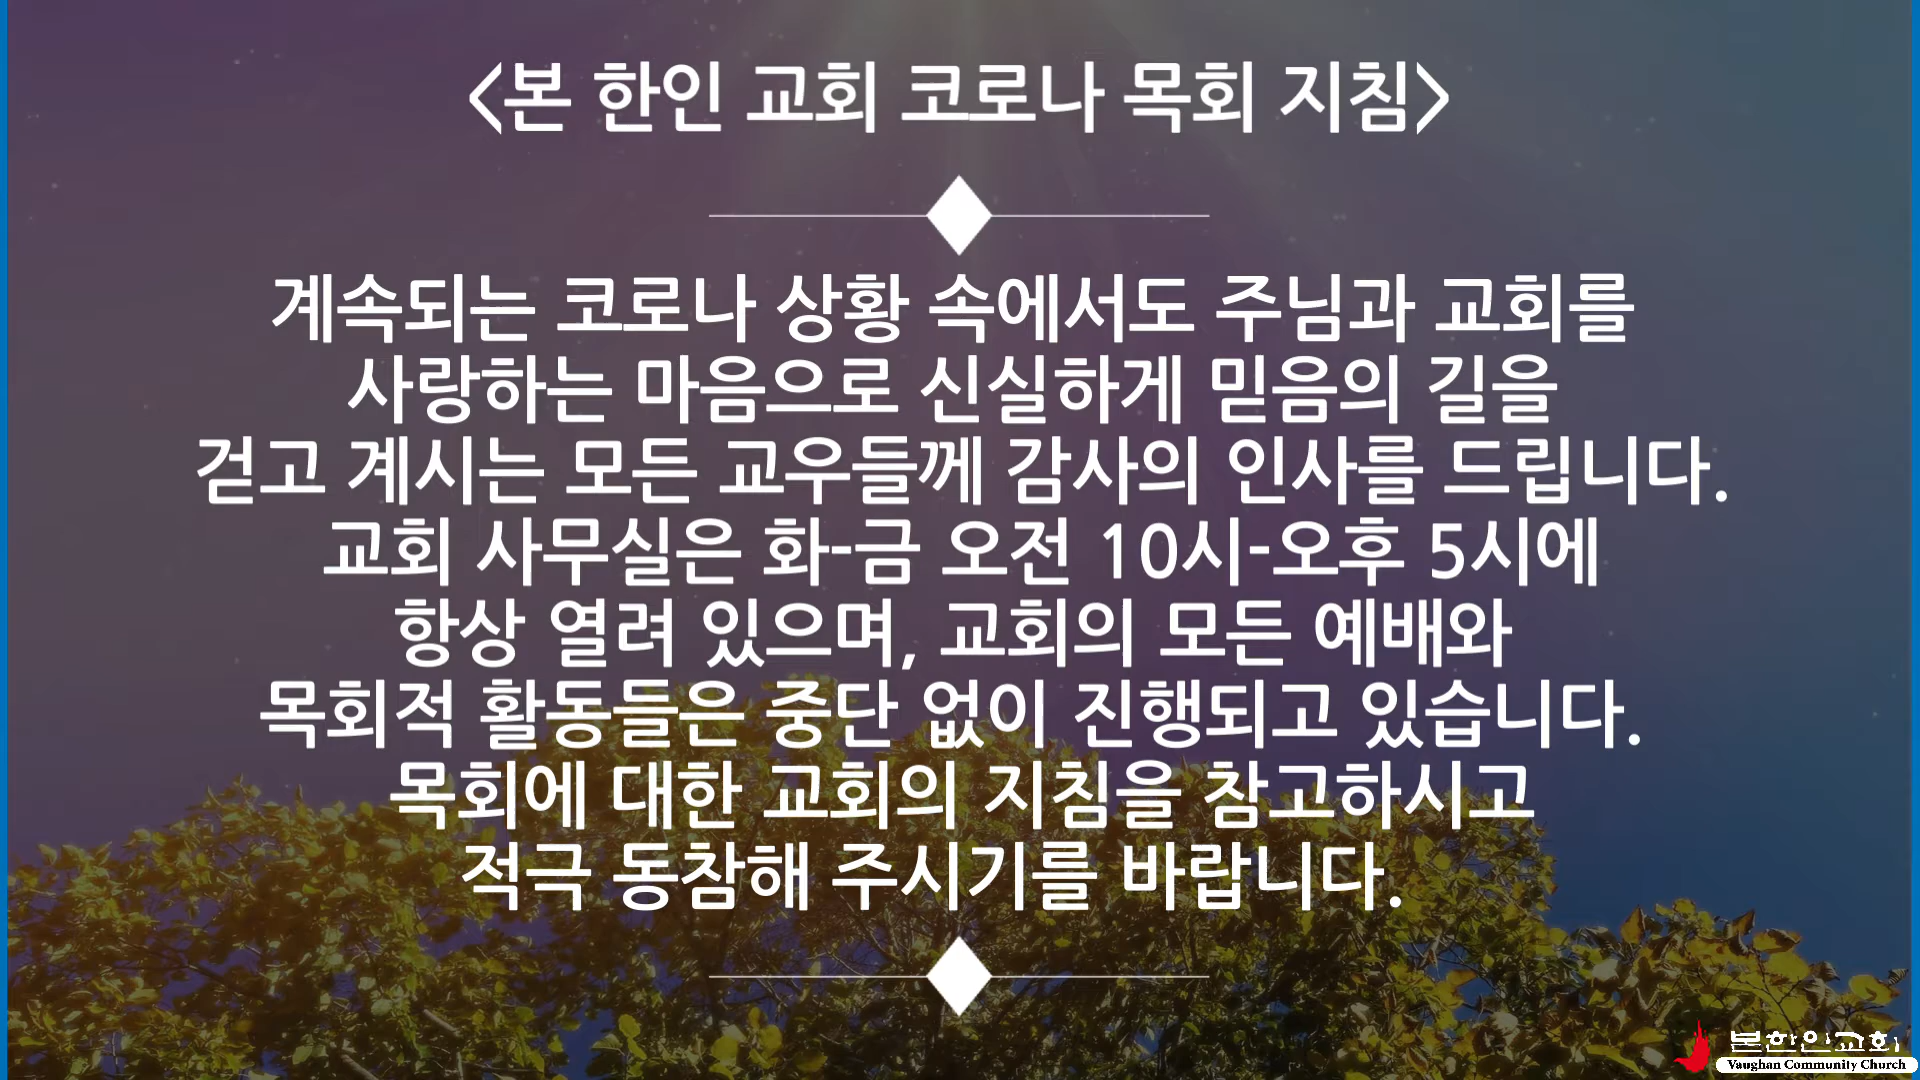 <본 한인 교회 코로나 목회 지침>
계속되는 코로나 상황 속에서도 주님과 교회를
사랑하는 마음으로 신실하게 믿음의 길을
걷고 계시는 모든 교우들께 감사의 인사를 드립니다.
교회 사무실은 화-금 오전 10시-오후 5시에
항상 열려 있으며, 교회의 모든 예배와
목회적 활동들은 중단 없이 진행되고 있습니다.
목회에 대한 교회의 지침을 참고하시고
적극 동참해 주시기를 바랍니다.
본한인교회
Vaughan Community Church